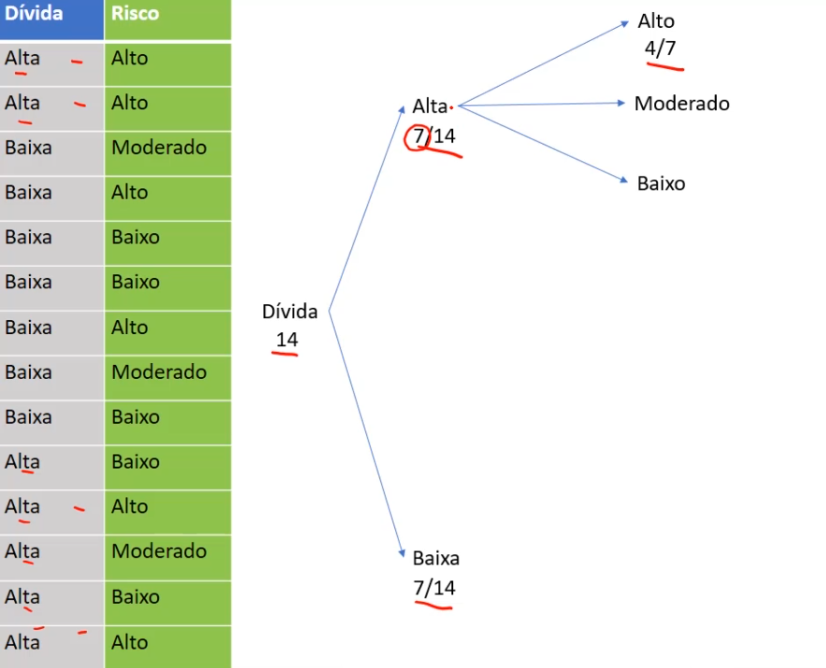 Dívida Risco
Alta Alto
Alta Alto
Baixa Moderado
Baixa Alto
Baixa Baixo
Baixa Baixo
Baixa Alto
Baixa Moderado
Baixa Baixo
Alta Baixo
Alta Alto
Alta Moderado
Alta Baixo
Alta Alto
Dívida
14
Alta
7/14
Alto
4/7
Moderado
Baixo
Baixa
7/14